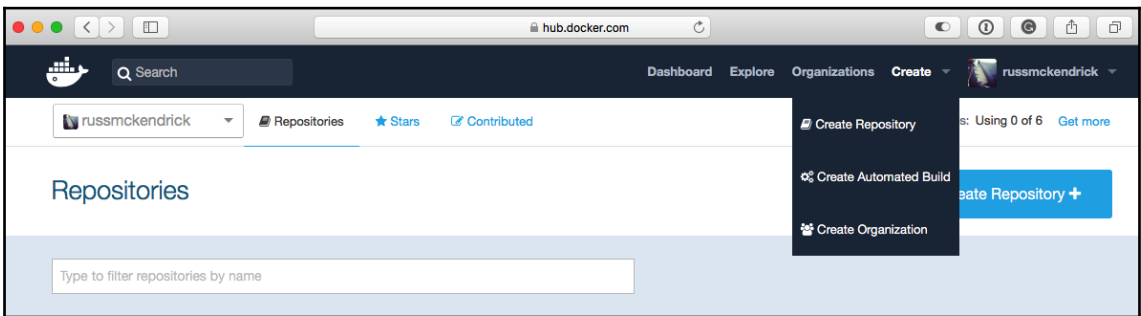 hub.docker.com
Search
Dashboard Explore Organizations Create russmckendrick
russmckendrick Repositories Stars Contributed s: Using 0 of 6 Get more
Create Repository
Create Automated Build
Create Organization
Repositories
eate Repository +
Type to filter repositories by name